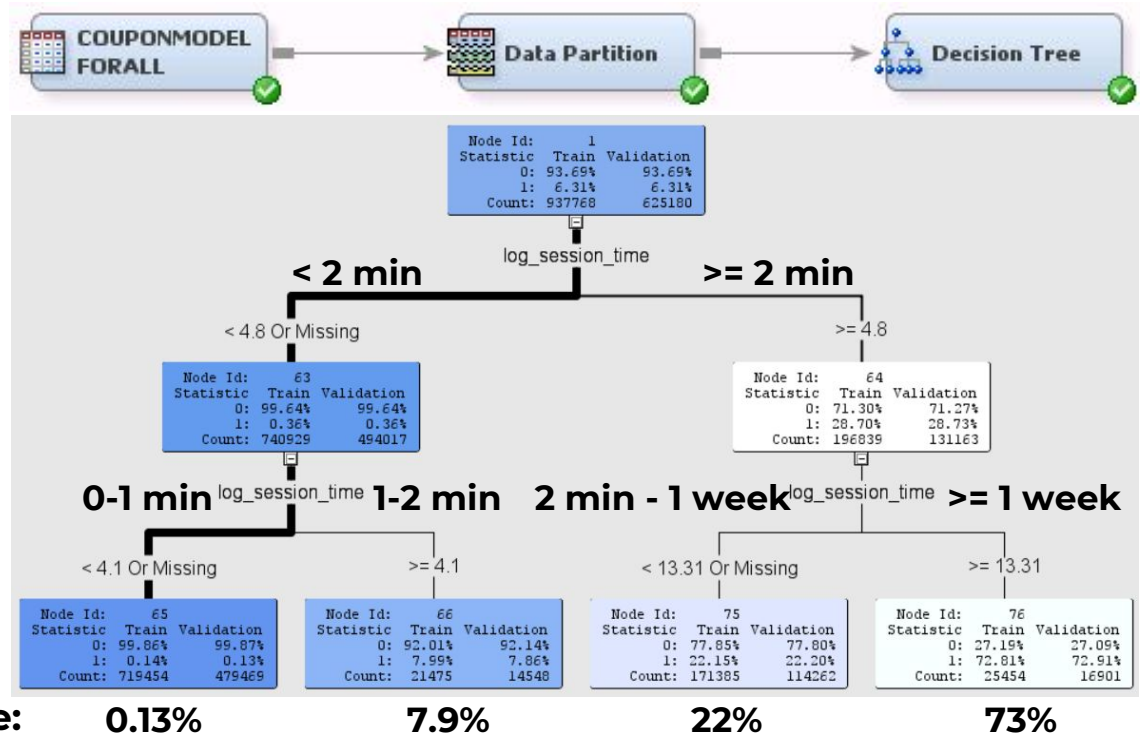 COUPONMODEL
FORALL
Data Partition
Decision Tree
Node Id: 1
Statistic Train Validation
0: 93.69% 93.69%
1: 6.31% 6.31%
Count: 937768 625180
log_session_time
< 2 min >= 2 min
< 4.8 Or Missing >= 4.8
Node Id: 63
Statistic Train Validation
0: 99.64% 99.64%
1: 0.36% 0.36%
Count: 740929 494017
Node Id: 64
Statistic Train Validation
0: 71.30% 71.27%
1: 28.70% 28.73%
Count: 196839 131163
0-1 min log_session_time 1-2 min 2 min - 1 week log_session_time >= 1 week
< 4.1 Or Missing >= 4.1 < 13.31 Or Missing >= 13.31
Node Id: 65
Statistic Train Validation
0: 99.86% 99.87%
1: 0.14% 0.13%
Count: 719454 479469
Node Id: 66
Statistic Train Validation
0: 92.01% 92.14%
1: 7.99% 7.86%
Count: 21475 14548
Node Id: 75
Statistic Train Validation
0: 77.85% 77.80%
1: 22.15% 22.20%
Count: 171385 114262
Node Id: 76
Statistic Train Validation
0: 27.19% 27.09%
1: 72.81% 72.91%
Count: 25454 16901
e: 0.13% 7.9% 22% 73%